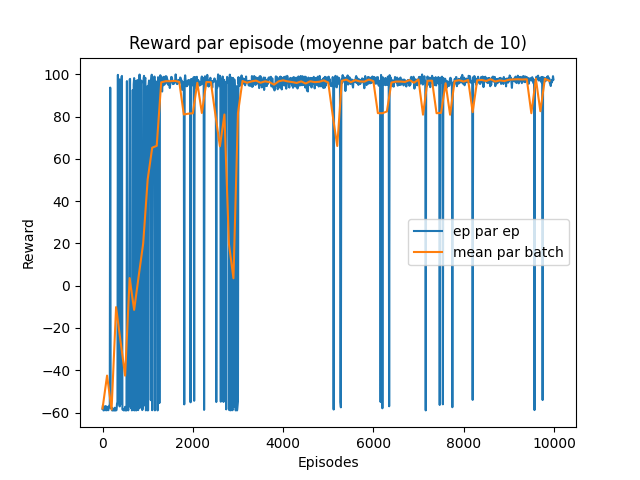 Reward par episode (moyenne par batch de 10)
Reward
100
80
60
40
20
0
−20
−40
−60
ep par ep
mean par batch
0 2000 4000 6000 8000 10000
Episodes